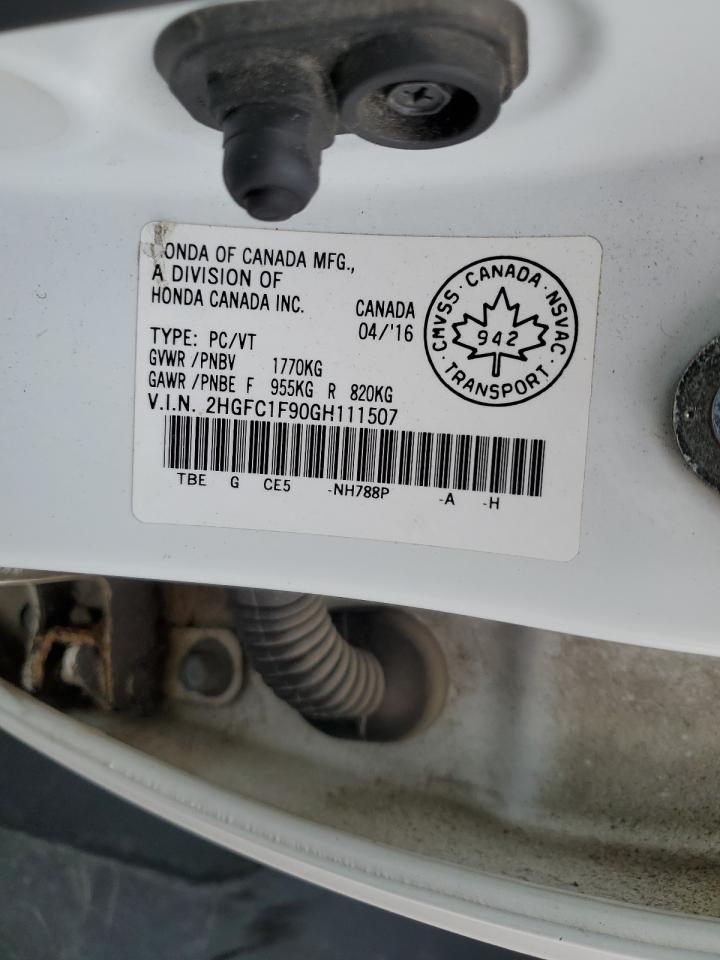 HONDA OF CANADA MFG.,
A DIVISION OF
HONDA CANADA INC.
CANADA
04/'16
TYPE: PC/VT
GVWR /PNBV 1770KG
GAWR /PNBE F 955KG R 820KG
V.I.N. 2HGFC1F90GH111507
TBE G CE5 -NH788P -A -H
CMVSS · CANADA · NSVAC
942
· TRANSPORT ·